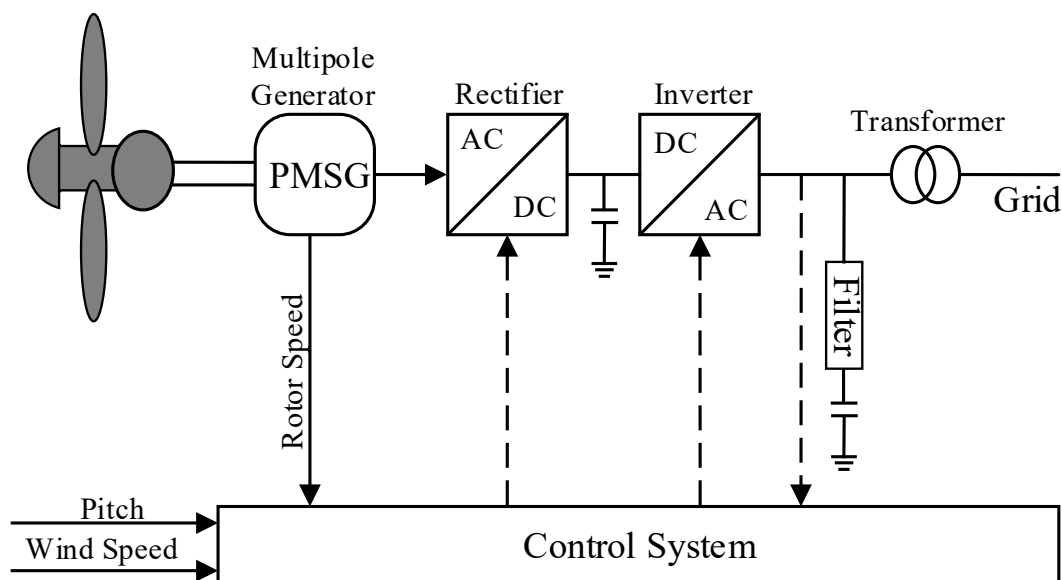 Multipole
Generator
PMSG
Rectifier
AC
DC
Inverter
DC
AC
Transformer
Grid
Filter
Rotor Speed
Pitch
Wind Speed
Control System